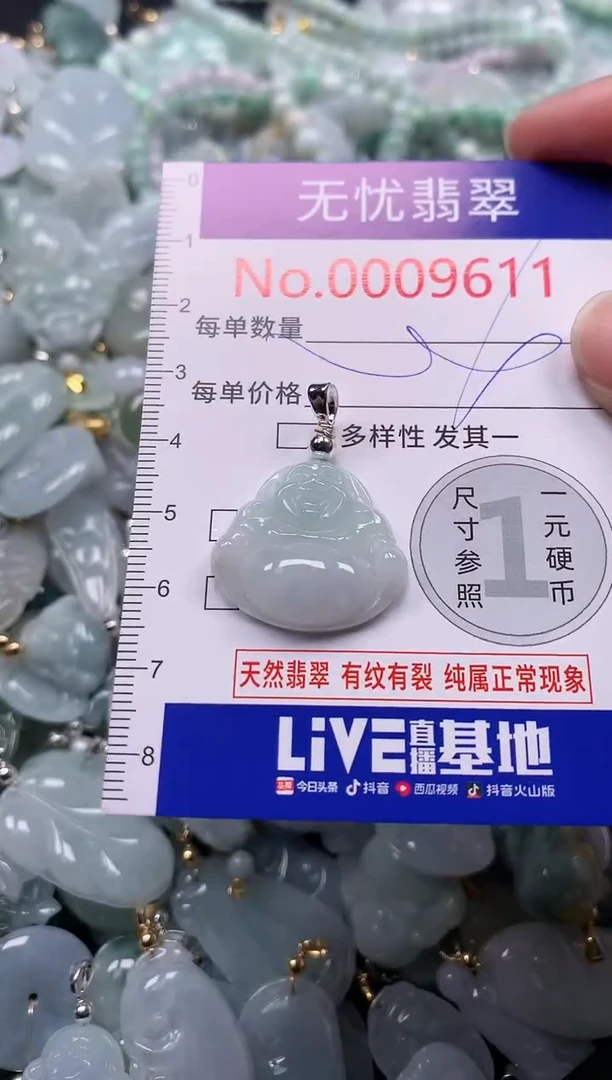 0
无忧翡翠
1
No.0009611
2
每单数量
3
每单价格
4
多样性 发其一
5
尺寸参照
1
一元硬币
6
7
天然翡翠 有纹有裂 纯属正常现象
8
LiVE直播基地
今日头条 抖音 西瓜视频 抖音火山版